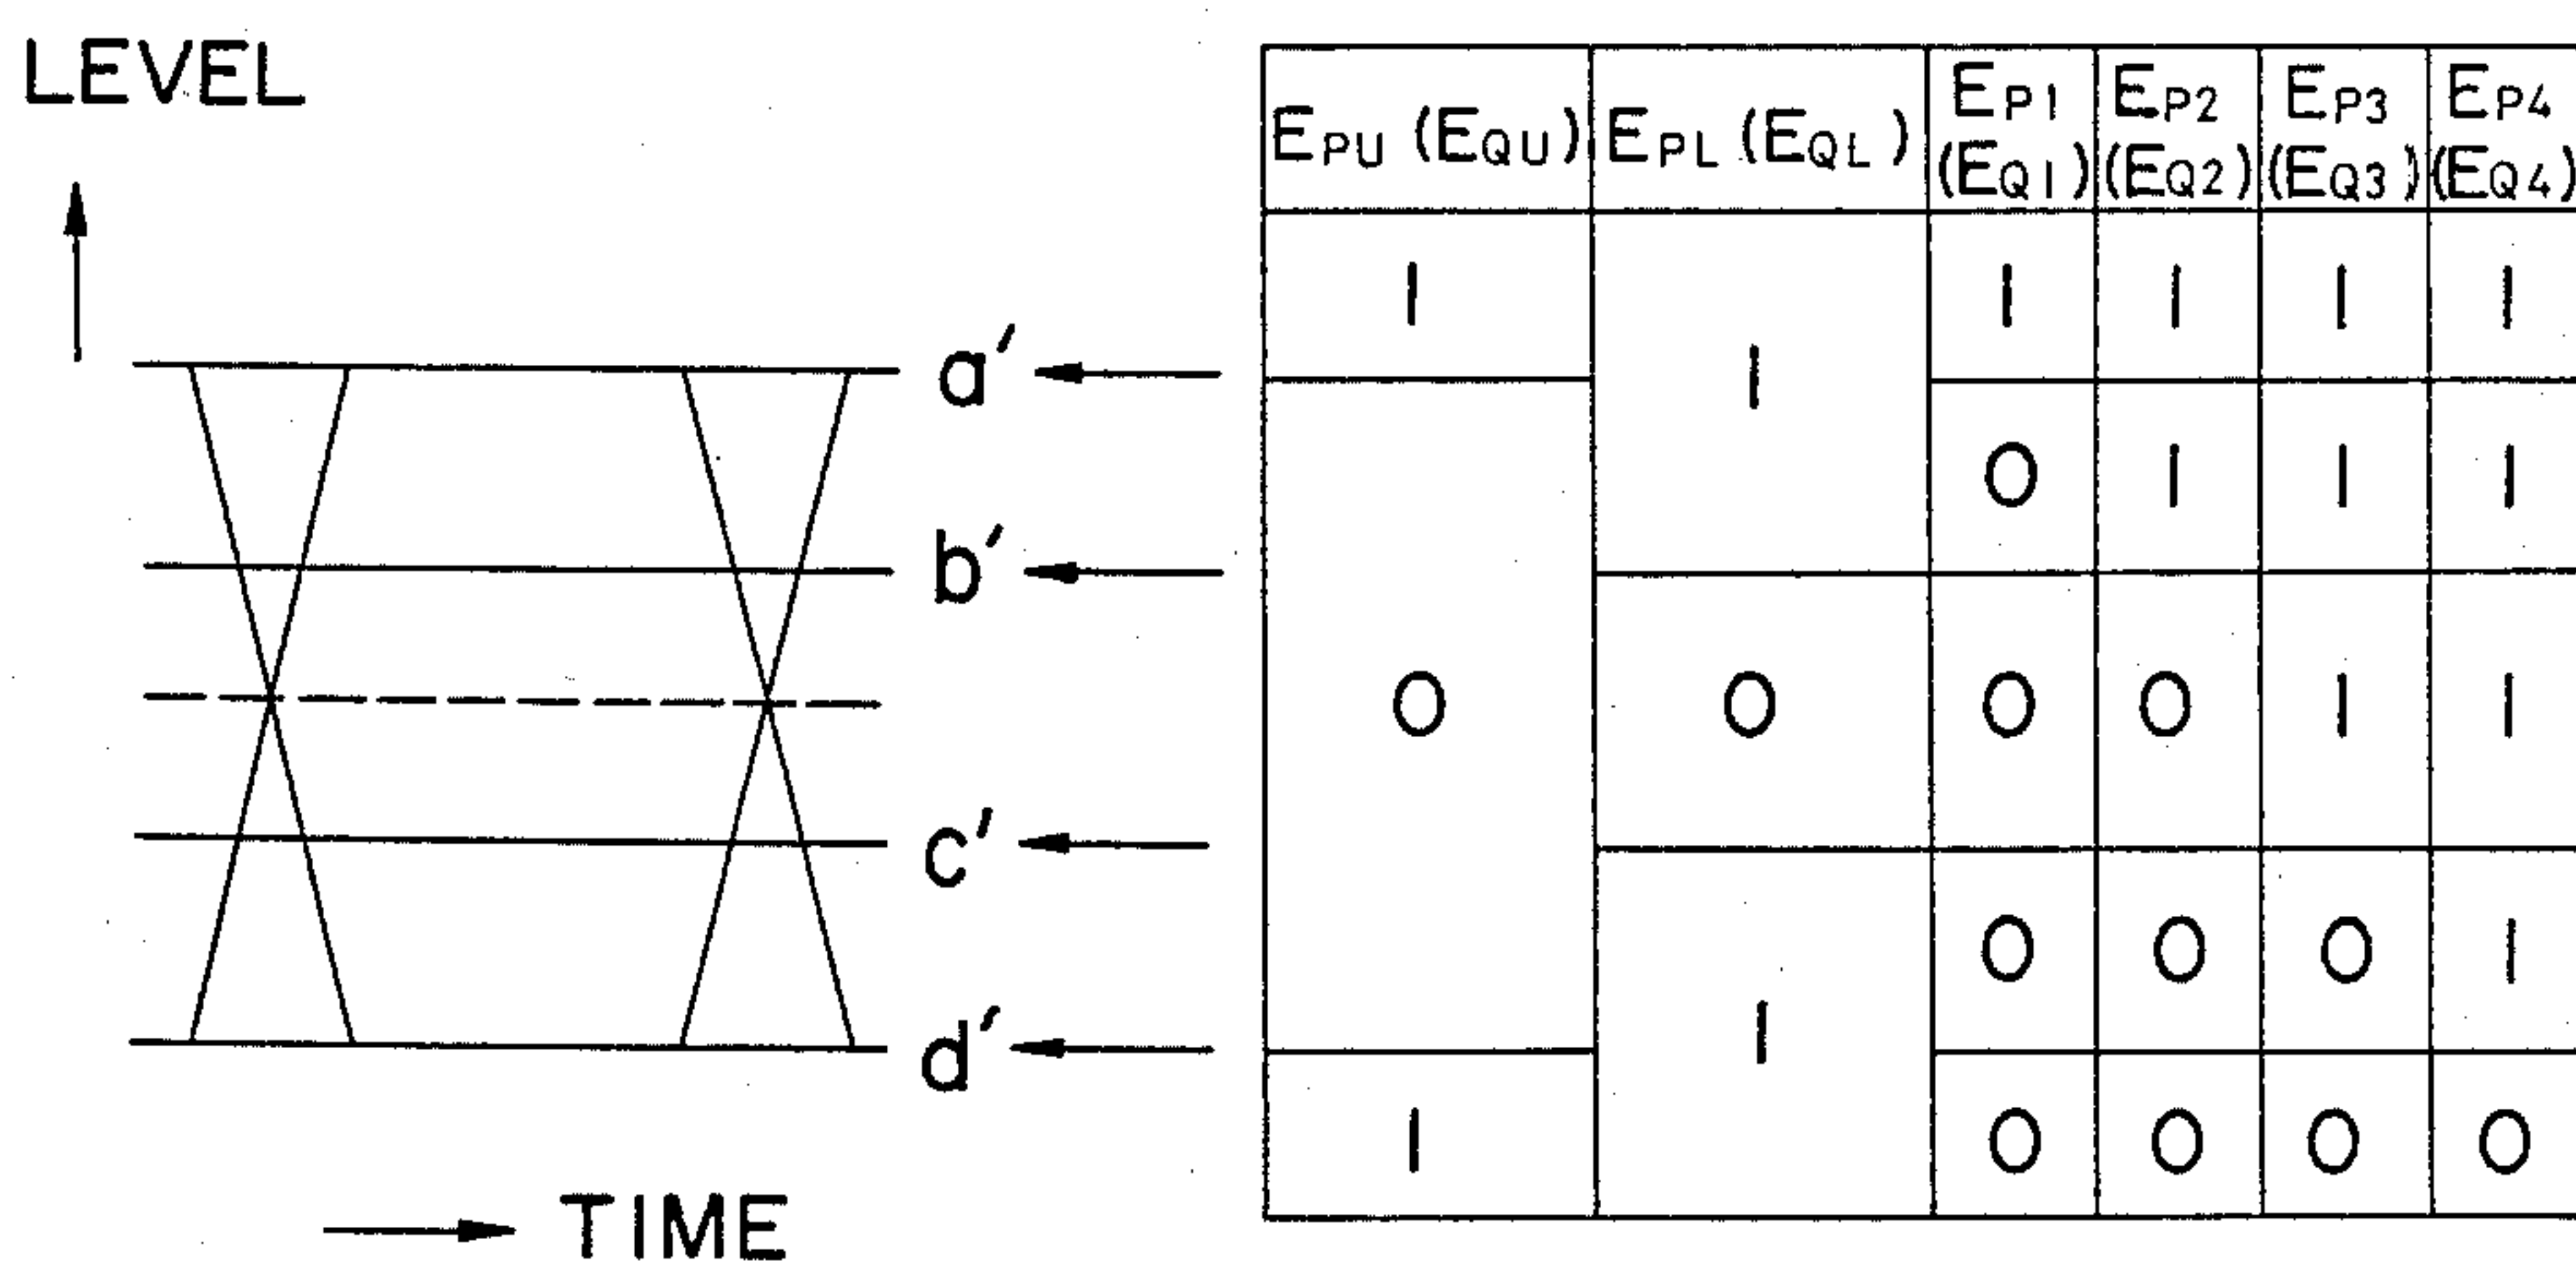 LEVEL
a′
b′
c′
d′
TIME
EPU (EQU) EPL (EQL) EP1 (EQ1) EP2 (EQ2) EP3 (EQ3) EP4 (EQ4)
1 1 1 1 1 1
0 1 1 1
0 0 0 0 1 1
1 0 0 0 1
1 0 0 0 0